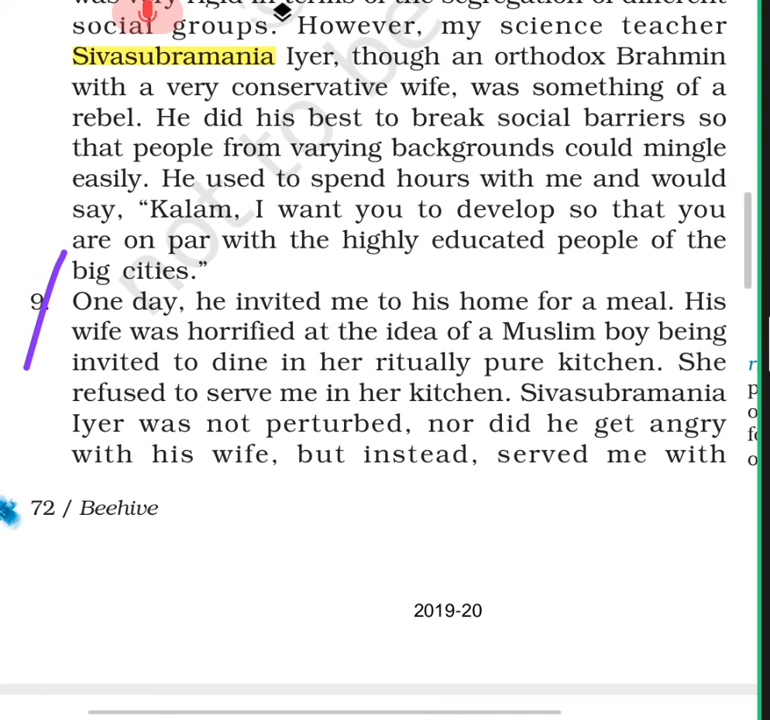 social groups. However, my science teacher
Sivasubramania Iyer, though an orthodox Brahmin
with a very conservative wife, was something of a
rebel. He did his best to break social barriers so
that people from varying backgrounds could mingle
easily. He used to spend hours with me and would
say, “Kalam, I want you to develop so that you
are on par with the highly educated people of the
big cities.”
9. One day, he invited me to his home for a meal. His
wife was horrified at the idea of a Muslim boy being
invited to dine in her ritually pure kitchen. She
refused to serve me in her kitchen. Sivasubramania
Iyer was not perturbed, nor did he get angry
with his wife, but instead, served me with
72 / Beehive
2019-20
not to be